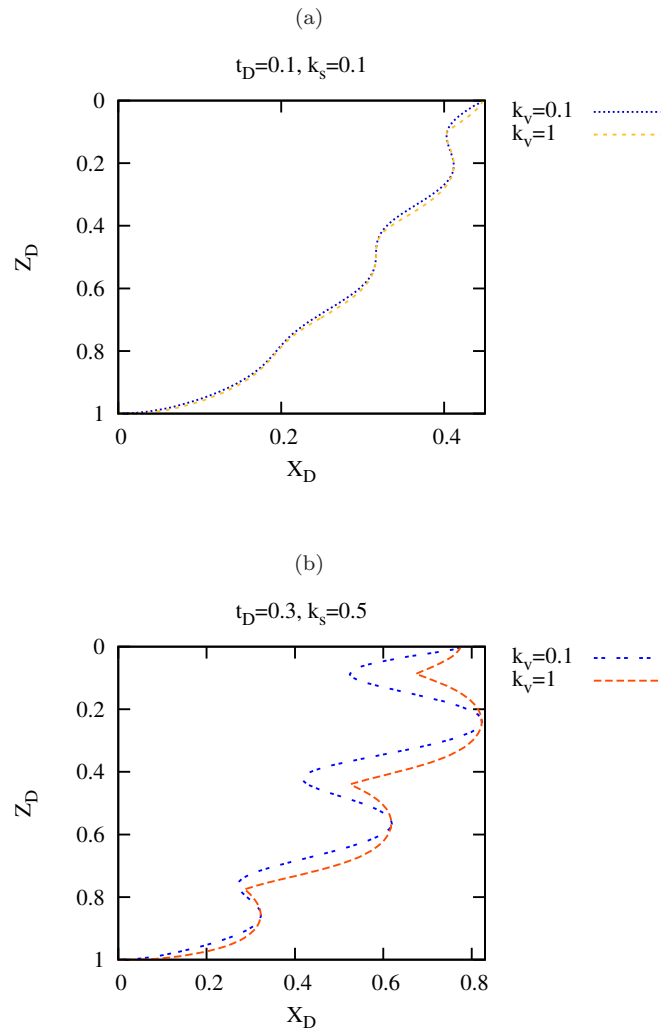 (a)
t_D=0.1, k_s=0.1
k_v=0.1
k_v=1
0
0.2
0.4
0.6
0.8
1
Z_D
0 0.2 0.4
X_D
(b)
t_D=0.3, k_s=0.5
k_v=0.1
k_v=1
0
0.2
0.4
0.6
0.8
1
Z_D
0 0.2 0.4 0.6 0.8
X_D